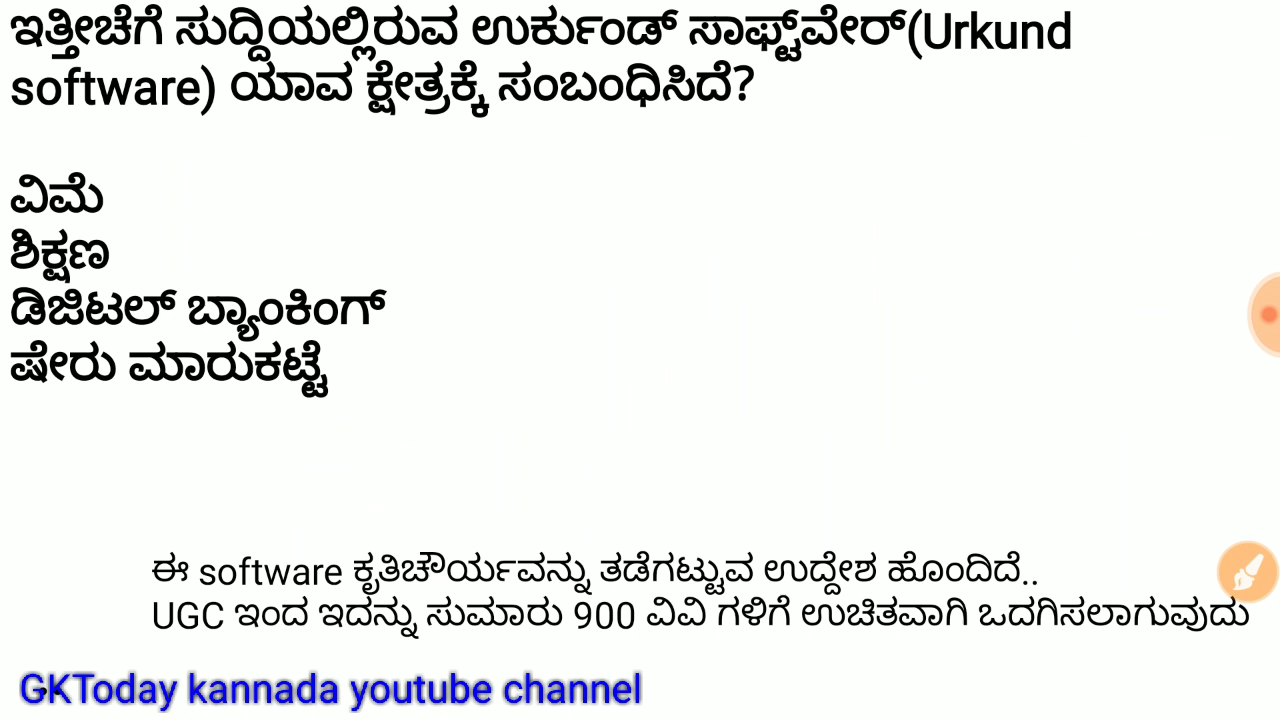 ಇತ್ತೀಚೆಗೆ ಸುದ್ದಿಯಲ್ಲಿರುವ ಉರ್ಕುಂಡ್ ಸಾಫ್ಟ್‌ವೇರ್(Urkund
software) ಯಾವ ಕ್ಷೇತ್ರಕ್ಕೆ ಸಂಬಂಧಿಸಿದೆ?
ವಿಮೆ
ಶಿಕ್ಷಣ
ಡಿಜಿಟಲ್ ಬ್ಯಾಂಕಿಂಗ್
ಷೇರು ಮಾರುಕಟ್ಟೆ
ಈ software ಕೃತಿಚೌರ್ಯವನ್ನು ತಡೆಗಟ್ಟುವ ಉದ್ದೇಶ ಹೊಂದಿದೆ..
UGC ಇಂದ ಇದನ್ನು ಸುಮಾರು 900 ವಿವಿ ಗಳಿಗೆ ಉಚಿತವಾಗಿ ಒದಗಿಸಲಾಗುವುದು
GKToday kannada youtube channel